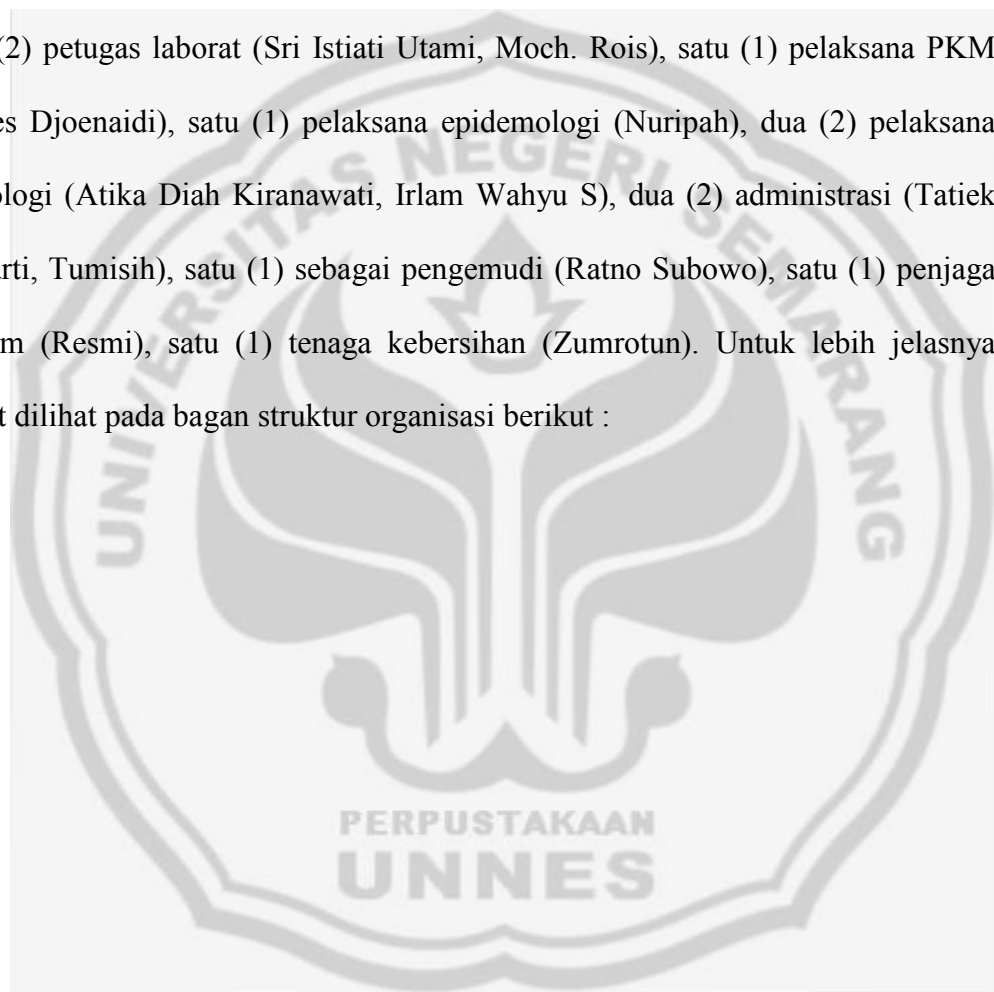 (2) petugas laborat (Sri Istiati Utami, Moch. Rois), satu (1) pelaksana PKM
es Djoenaidi), satu (1) pelaksana epidemologi (Nuripah), dua (2) pelaksana
ologi (Atika Diah Kiranawati, Irlam Wahyu S), dua (2) administrasi (Tatiek
arti, Tumisih), satu (1) sebagai pengemudi (Ratno Subowo), satu (1) penjaga
m (Resmi), satu (1) tenaga kebersihan (Zumrotun). Untuk lebih jelasnya
t dilihat pada bagan struktur organisasi berikut :
UNIVERSITAS NEGERI SEMARANG
PERPUSTAKAAN
UNNES